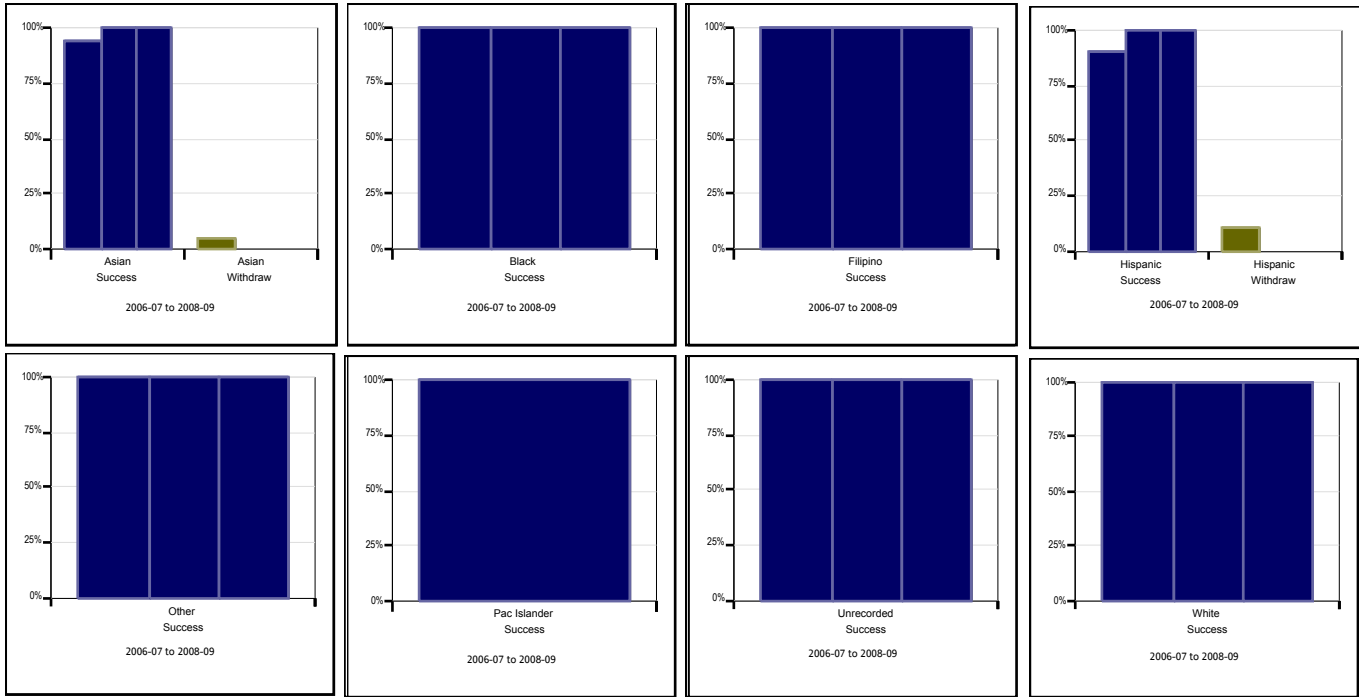 100%
75%
50%
25%
0%
Asian Asian
Success Withdraw
2006-07 to 2008-09
100%
75%
50%
25%
0%
Black
Success
2006-07 to 2008-09
100%
75%
50%
25%
0%
Filipino
Success
2006-07 to 2008-09
100%
75%
50%
25%
0%
Hispanic Hispanic
Success Withdraw
2006-07 to 2008-09
100%
75%
50%
25%
0%
Other
Success
2006-07 to 2008-09
100%
75%
50%
25%
0%
Pac Islander
Success
2006-07 to 2008-09
100%
75%
50%
25%
0%
Unrecorded
Success
2006-07 to 2008-09
100%
75%
50%
25%
0%
White
Success
2006-07 to 2008-09